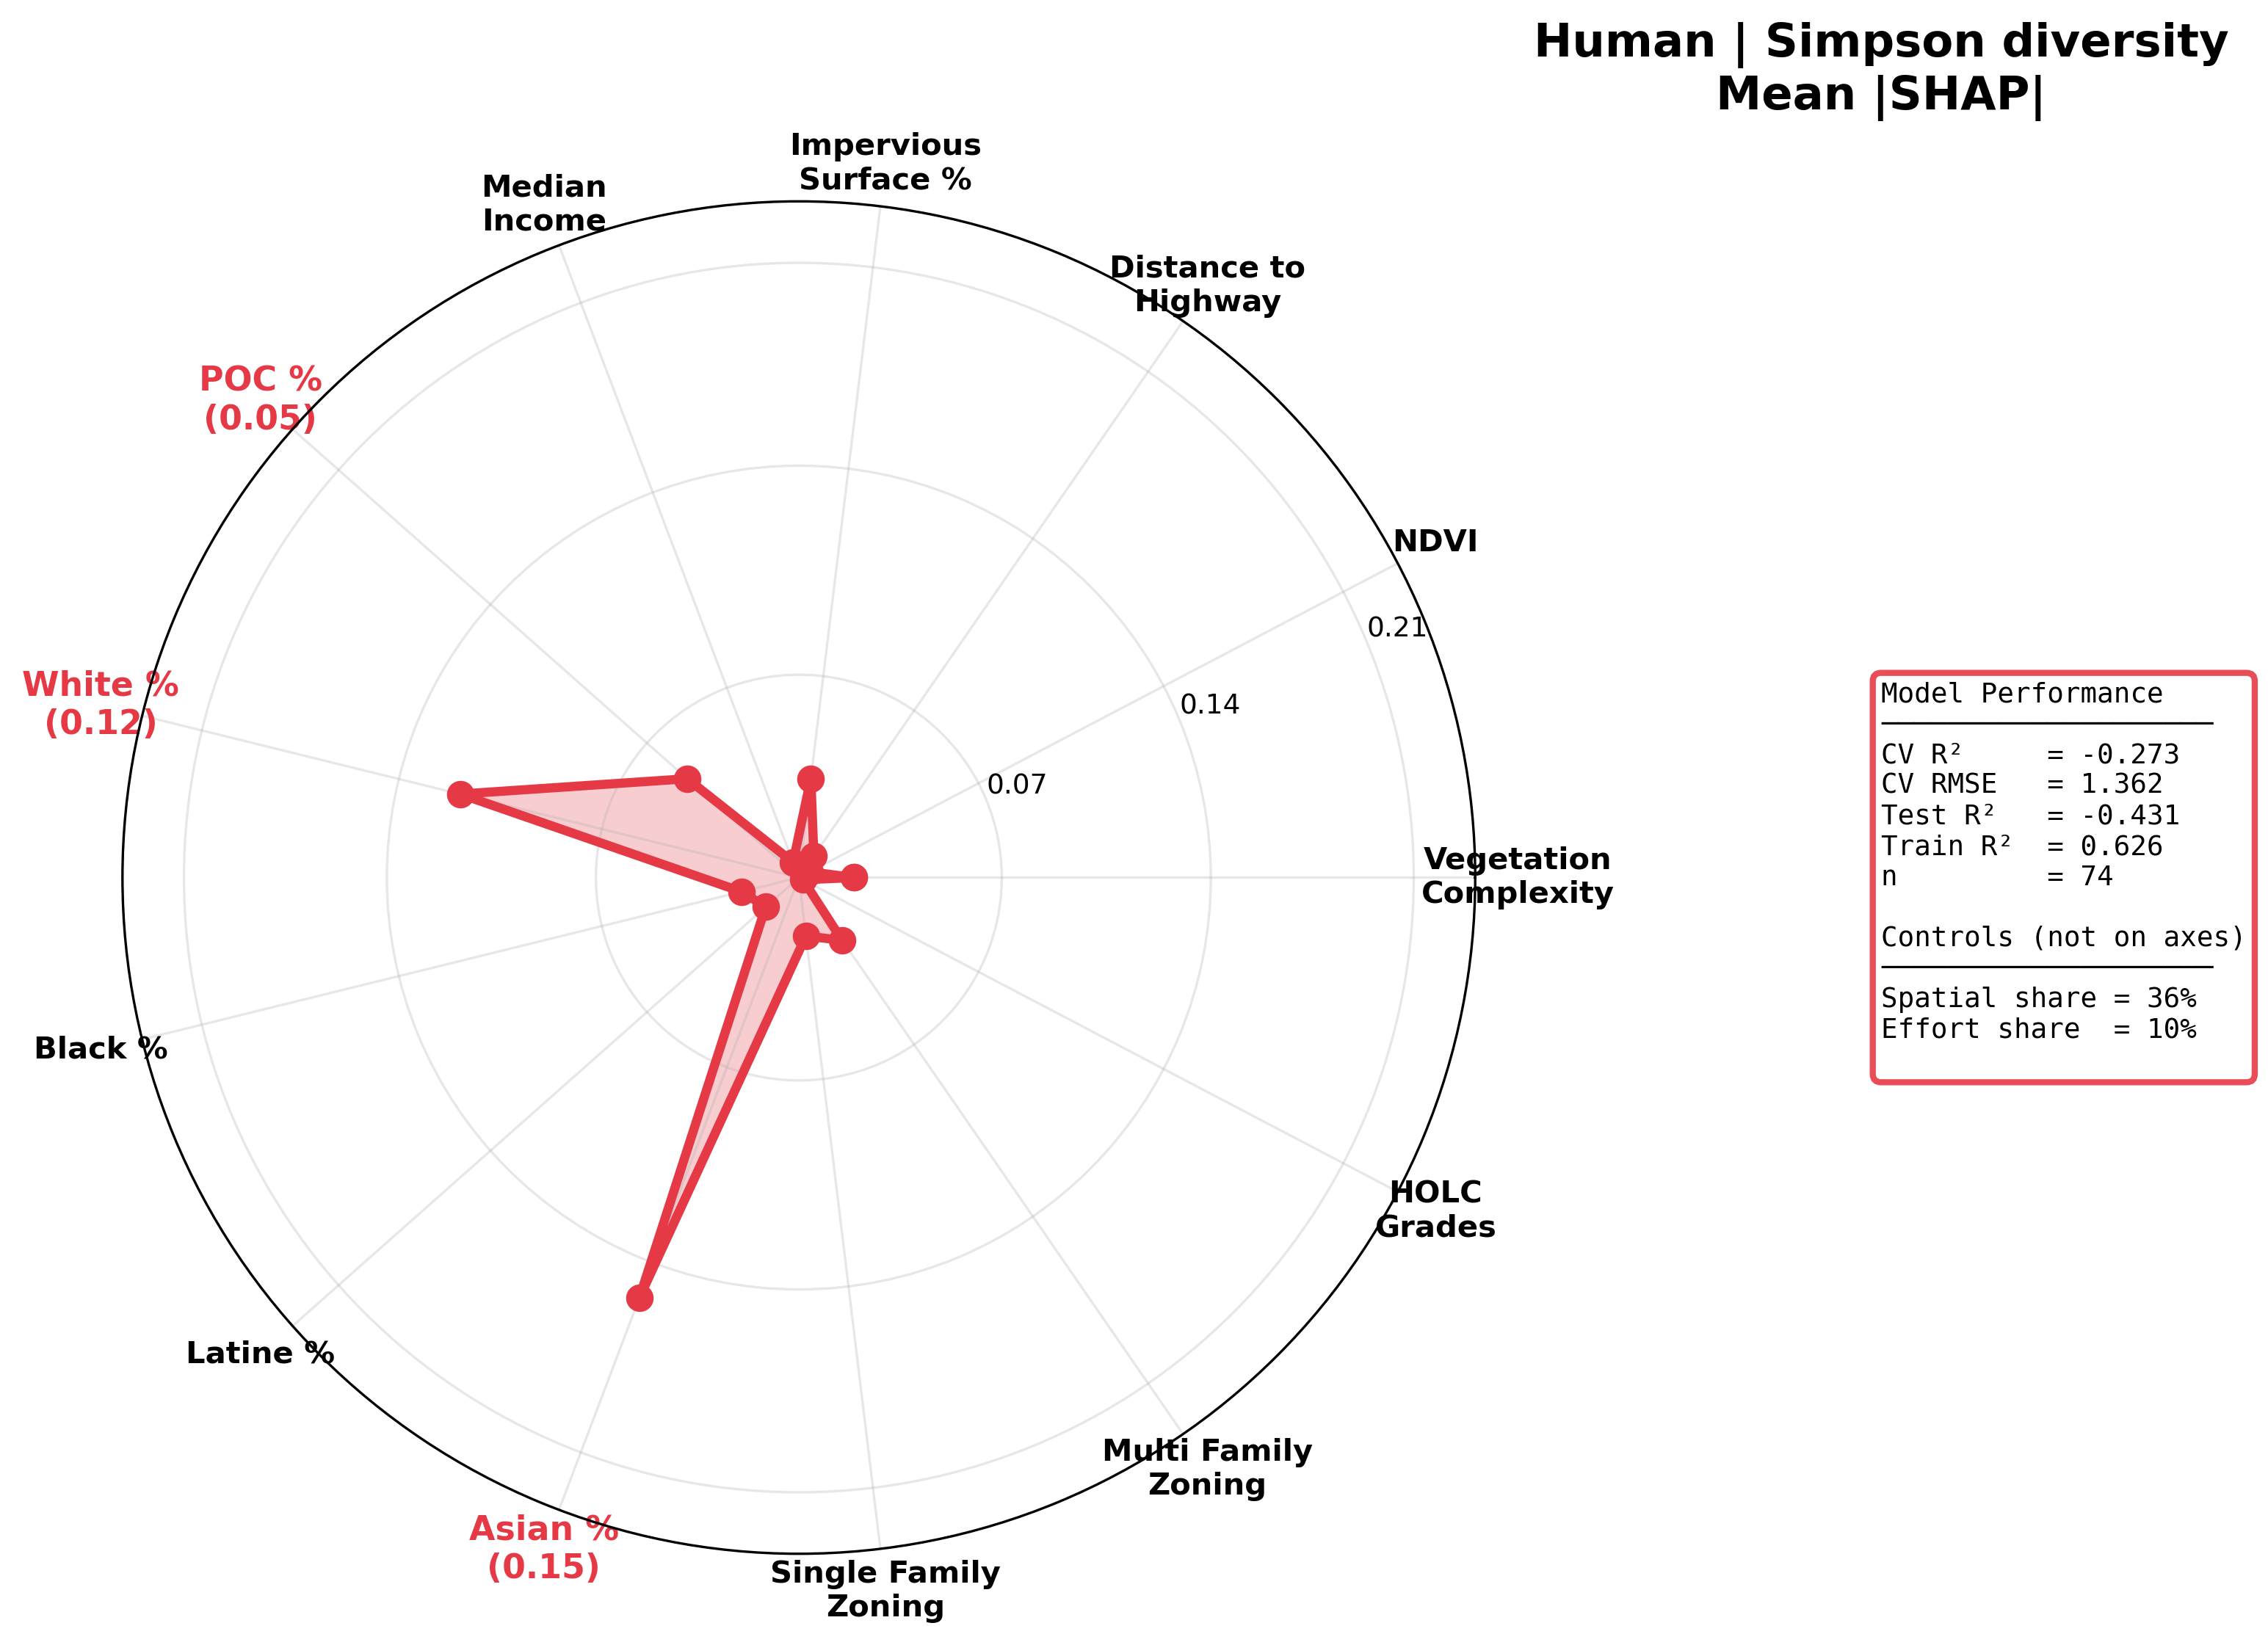 Human | Simpson diversity
Mean |SHAP|
Impervious
Surface %
Median
Income
Distance to
Highway
POC %
(0.05)
NDVI
0.21
White %
(0.12)
0.14
0.07
Vegetation
Complexity
Black %
HOLC
Grades
Latine %
Multi Family
Zoning
Asian %
(0.15)
Single Family
Zoning
Model Performance
CV R² = -0.273
CV RMSE = 1.362
Test R² = -0.431
Train R² = 0.626
n = 74
Controls (not on axes)
Spatial share = 36%
Effort share = 10%